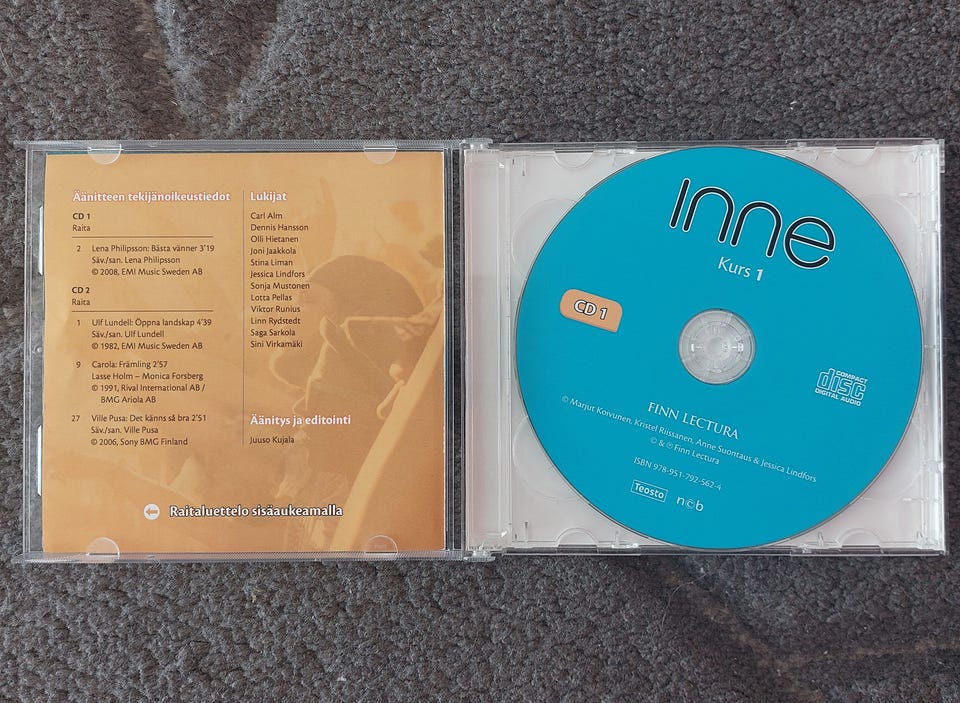 Äänitteen tekijänoikeustiedot
CD 1
Raita
2 Lena Philipsson: Bästa vänner 3'19
Säv./san. Lena Philipsson
© 2008, EMI Music Sweden AB
CD 2
Raita
1 Ulf Lundell: Öppna landskap 4'39
Säv./san. Ulf Lundell
© 1982, EMI Music Sweden AB
9 Carola: Främling 2'57
Lasse Holm – Monica Forsberg
© 1991, Rival International AB /
BMG Ariola AB
27 Ville Pusa: Det känns så bra 2'51
Säv./san. Ville Pusa
© 2006, Sony BMG Finland
Lukijat
Carl Alm
Dennis Hansson
Olli Hietanen
Joni Jaakkola
Stina Liman
Jessica Lindfors
Sonja Mustonen
Lotta Pellas
Viktor Runius
Linn Rydstedt
Saga Sarkola
Sini Virkamäki
Äänitys ja editointi
Juuso Kujala
Raitaluettelo sisäaukeamalla
Inne
Kurs 1
CD 1
COMPACT
disc
DIGITAL AUDIO
FINN LECTURA
© Marjut Koivunen, Kristel Riissanen, Anne Suontaus & Jessica Lindfors
© & ℗ Finn Lectura
ISBN 978-951-792-562-4
Teosto
n©b